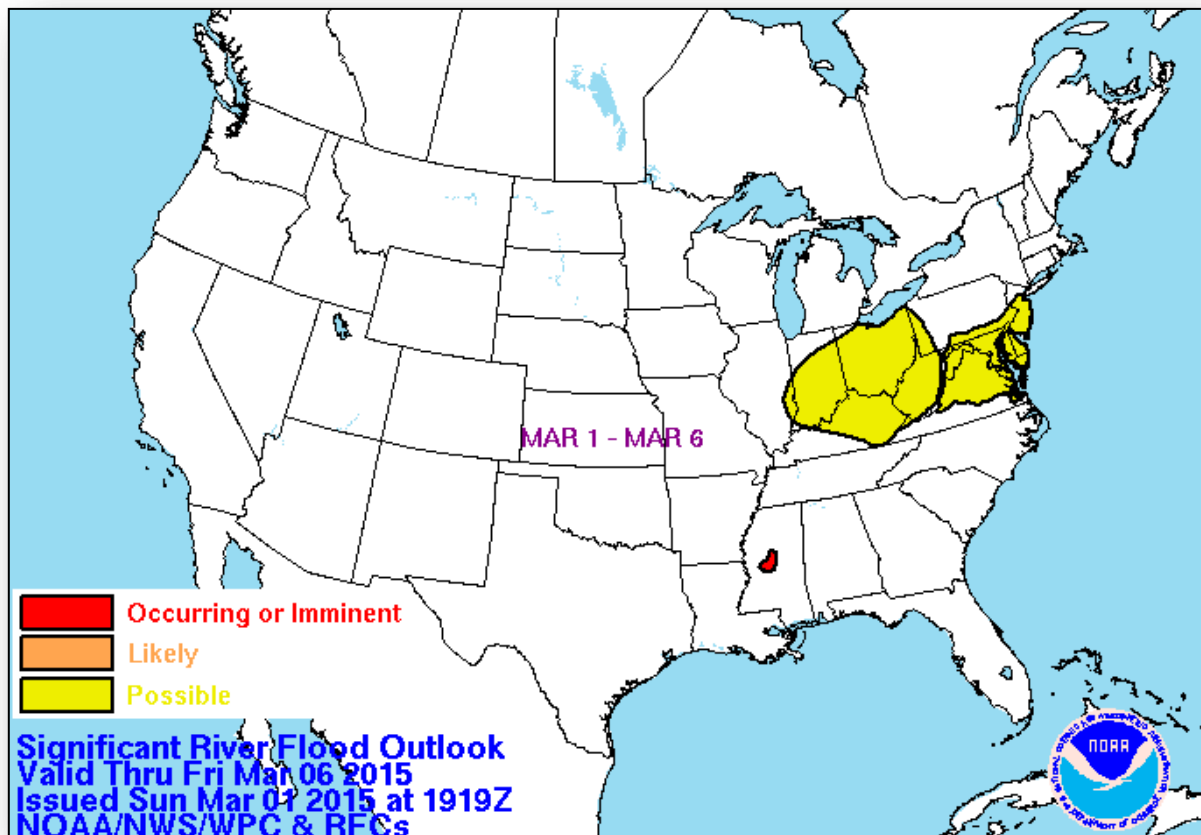 MAR 1 - MAR 6
Occurring or Imminent
Likely
Possible
Significant River Flood Outlook
Valid Thru Fri Mar 06 2015
Issued Sun Mar 01 2015 at 1919Z
NOAA/NWS/WPC & RFCs
NOAA